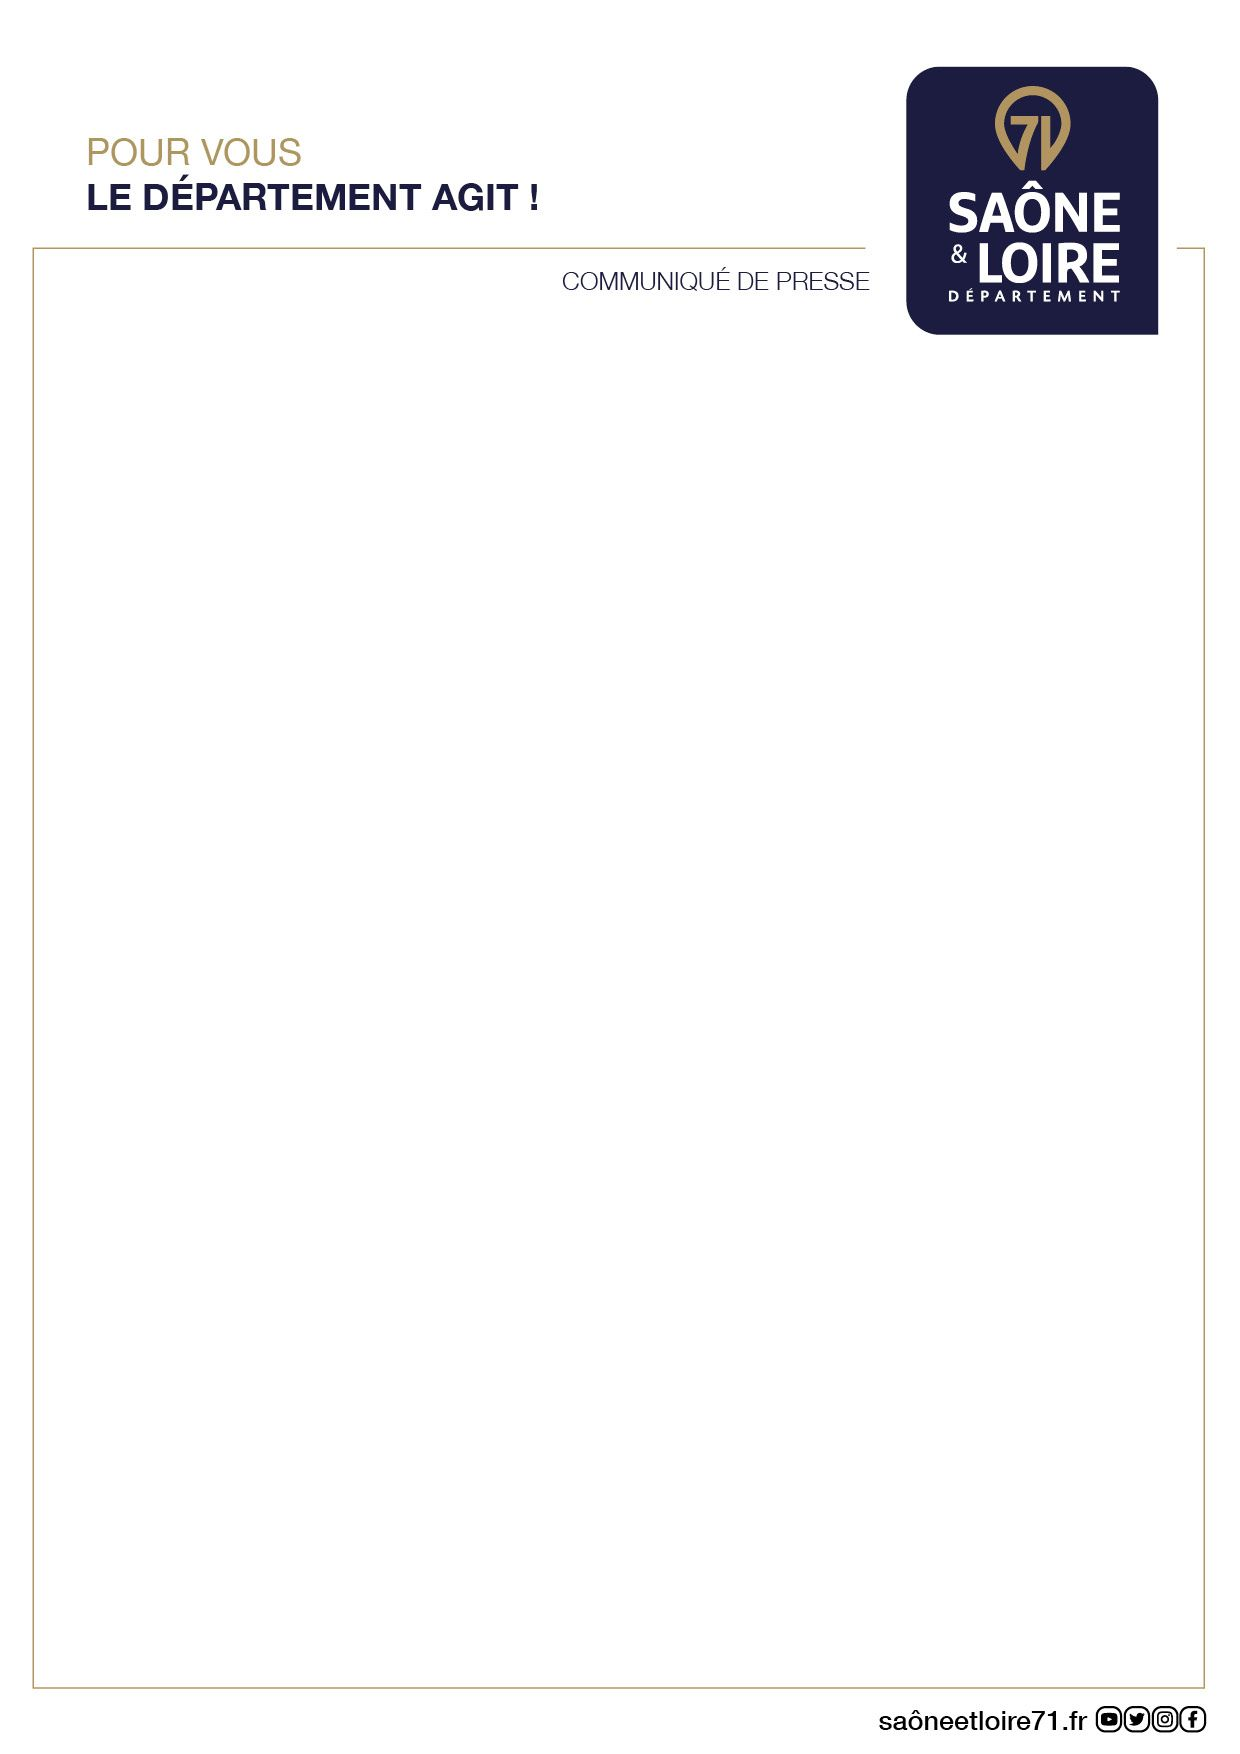 POUR VOUS
LE DÉPARTEMENT AGIT !
71
SAÔNE
& LOIRE
DÉPARTEMENT
COMMUNIQUÉ DE PRESSE
saôneetloire71.fr